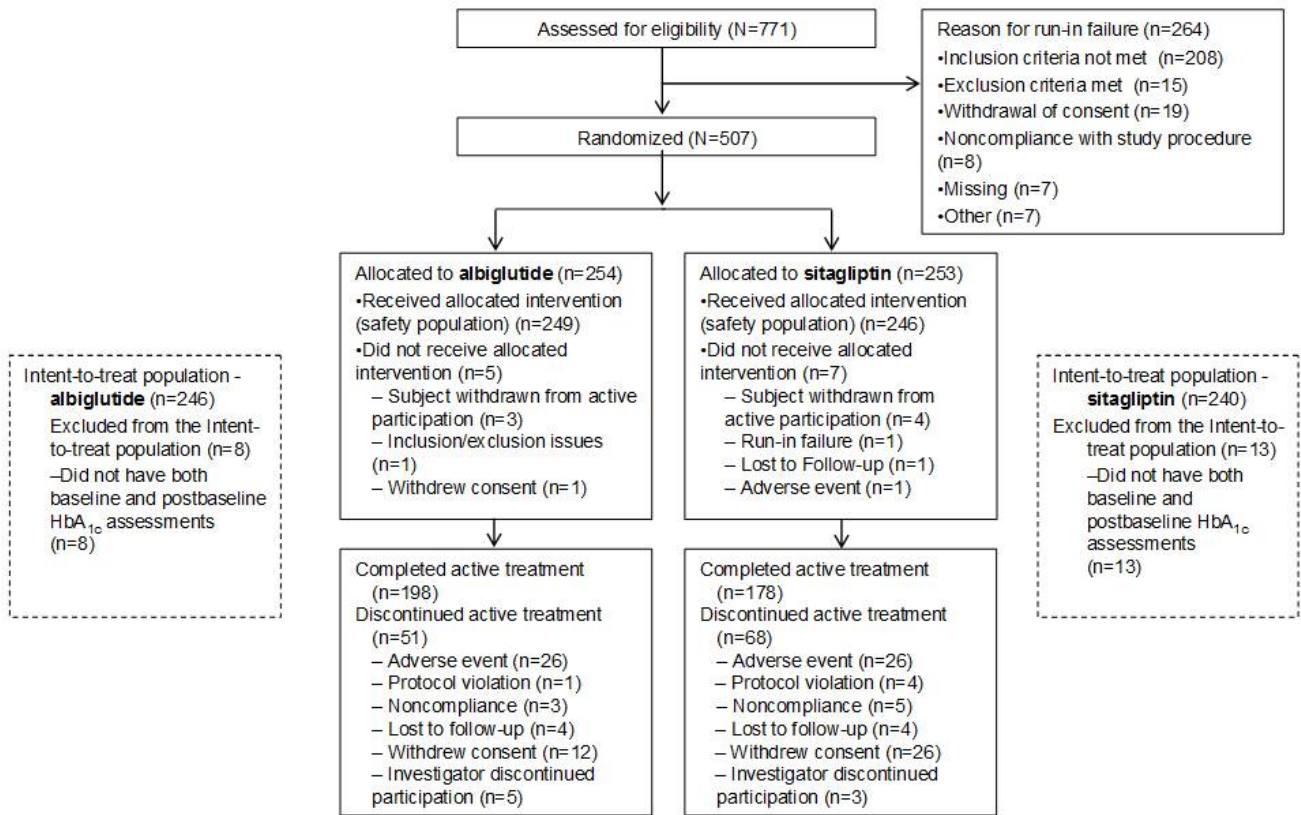 Assessed for eligibility (N=771)
Reason for run-in failure (n=264)
•Inclusion criteria not met (n=208)
•Exclusion criteria met (n=15)
•Withdrawal of consent (n=19)
•Noncompliance with study procedure
(n=8)
•Missing (n=7)
•Other (n=7)
Randomized (N=507)
Allocated to albiglutide (n=254)
•Received allocated intervention
(safety population) (n=249)
•Did not receive allocated
intervention (n=5)
– Subject withdrawn from active
participation (n=3)
– Inclusion/exclusion issues
(n=1)
– Withdrew consent (n=1)
Allocated to sitagliptin (n=253)
•Received allocated intervention
(safety population) (n=246)
•Did not receive allocated
intervention (n=7)
– Subject withdrawn from
active participation (n=4)
– Run-in failure (n=1)
– Lost to Follow-up (n=1)
– Adverse event (n=1)
Intent-to-treat population -
albiglutide (n=246)
Excluded from the Intent-
to-treat population (n=8)
–Did not have both
baseline and postbaseline
HbA1c assessments
(n=8)
Intent-to-treat population -
sitagliptin (n=240)
Excluded from the Intent-to-
treat population (n=13)
–Did not have both
baseline and
postbaseline HbA1c
assessments
(n=13)
Completed active treatment
(n=198)
Discontinued active treatment
(n=51)
– Adverse event (n=26)
– Protocol violation (n=1)
– Noncompliance (n=3)
– Lost to follow-up (n=4)
– Withdrew consent (n=12)
– Investigator discontinued
participation (n=5)
Completed active treatment
(n=178)
Discontinued active treatment
(n=68)
– Adverse event (n=26)
– Protocol violation (n=4)
– Noncompliance (n=5)
– Lost to follow-up (n=4)
– Withdrew consent (n=26)
– Investigator discontinued
participation (n=3)